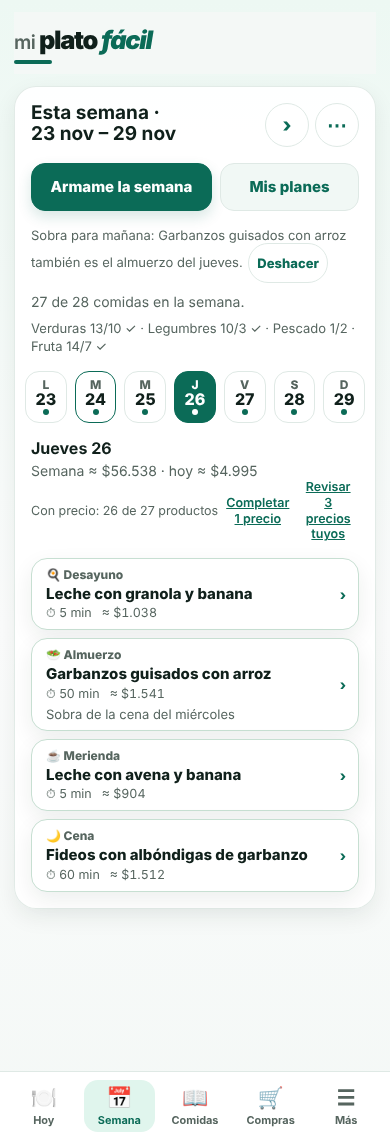 mi plato fácil
Esta semana ·
23 nov – 29 nov
› ⋯
Armame la semana
Mis planes
Sobra para mañana: Garbanzos guisados con arroz
también es el almuerzo del jueves. Deshacer
27 de 28 comidas en la semana.
Verduras 13/10 ✓ · Legumbres 10/3 ✓ · Pescado 1/2 ·
Fruta 14/7 ✓
L M M J V S D
23 24 25 26 27 28 29
Jueves 26
Semana ≈ $56.538 · hoy ≈ $4.995
Con precio: 26 de 27 productos
Completar
1 precio
Revisar
3
precios
tuyos
🍳 Desayuno
Leche con granola y banana
⏱ 5 min ≈ $1.038
›
🥗 Almuerzo
Garbanzos guisados con arroz
⏱ 50 min ≈ $1.541
Sobra de la cena del miércoles
›
☕ Merienda
Leche con avena y banana
⏱ 5 min ≈ $904
›
🌙 Cena
Fideos con albóndigas de garbanzo
⏱ 60 min ≈ $1.512
›
Hoy Semana Comidas Compras Más